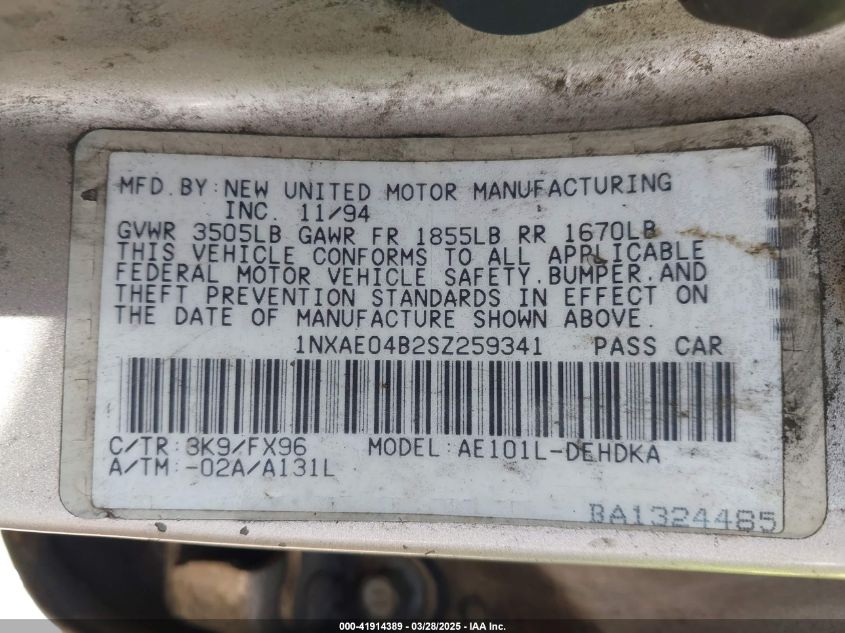 MFD.BY:NEW UNITED MOTOR MANUFACTURING
INC. 11/94
GVWR 3505LB GAWR FR 1855LB RR 1670LB
THIS VEHICLE CONFORMS TO ALL APPLICABLE
FEDERAL MOTOR VEHICLE SAFETY,BUMPER,AND
THEFT PREVENTION STANDARDS IN EFFECT ON
THE DATE OF MANUFACTURE SHOWN ABOVE.
1NXAE04B2SZ259341 PASS CAR
C/TR:3K9/FX96 MODEL:AE101L-DEHDKA
A/TM:-02A/A131L
BA1324485
000-41914389 - 03/28/2025 - IAA Inc.